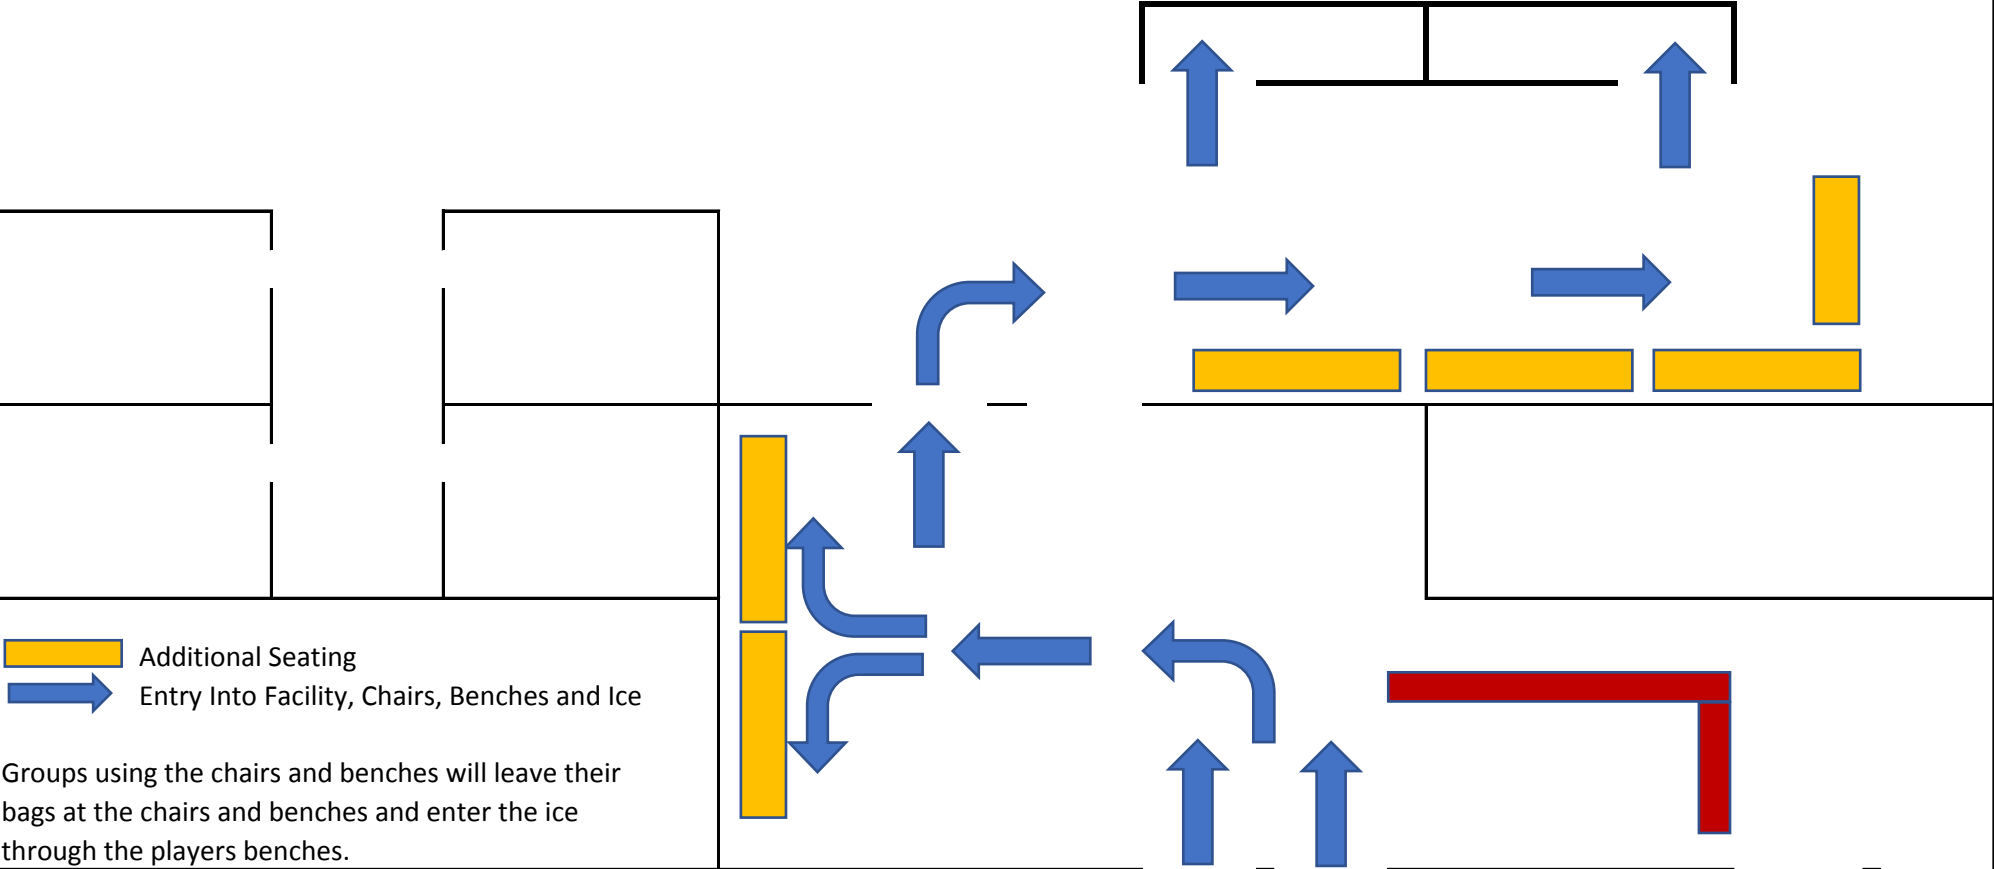 Additional Seating
Entry Into Facility, Chairs, Benches and Ice
Groups using the chairs and benches will leave their
bags at the chairs and benches and enter the ice
through the players benches.